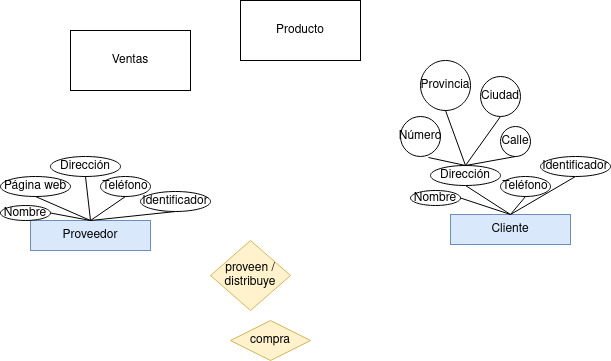 Producto
Ventas
Provincia
Ciudad
Número
Calle
Dirección
Dirección
Identificador
Página web
Teléfono
Teléfono
Identificador
Nombre
Nombre
Proveedor
Cliente
proveen /
distribuye
compra